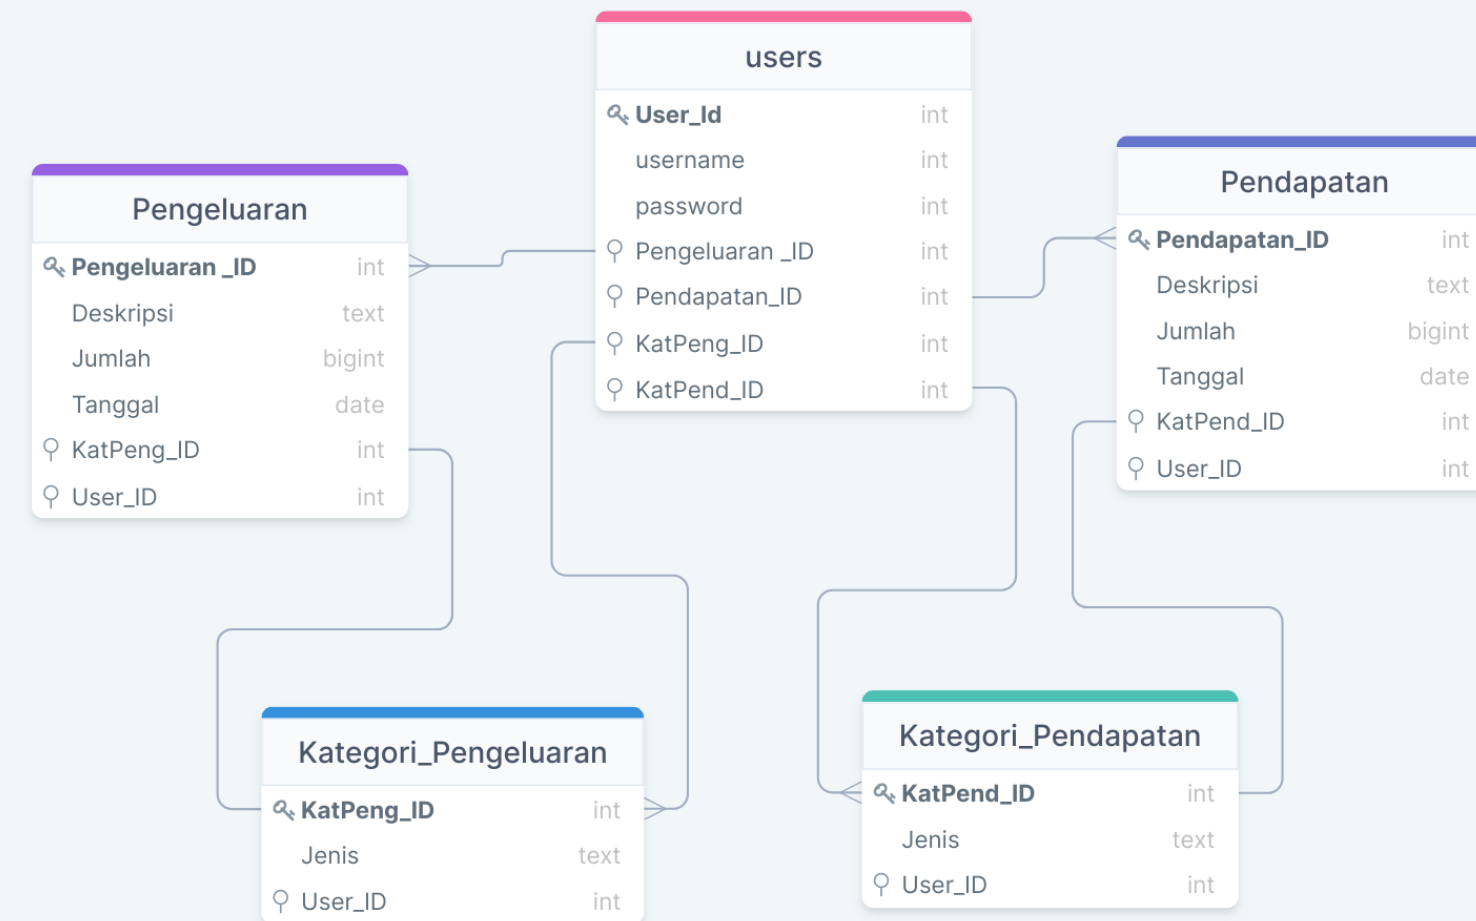 users
User_Id int
username int
password int
Pengeluaran _ID int
Pendapatan_ID int
KatPeng_ID int
KatPend_ID int
Pengeluaran
Pengeluaran _ID int
Deskripsi text
Jumlah bigint
Tanggal date
KatPeng_ID int
User_ID int
Pendapatan
Pendapatan_ID int
Deskripsi text
Jumlah bigint
Tanggal date
KatPend_ID int
User_ID int
Kategori_Pengeluaran
KatPeng_ID int
Jenis text
User_ID int
Kategori_Pendapatan
KatPend_ID int
Jenis text
User_ID int